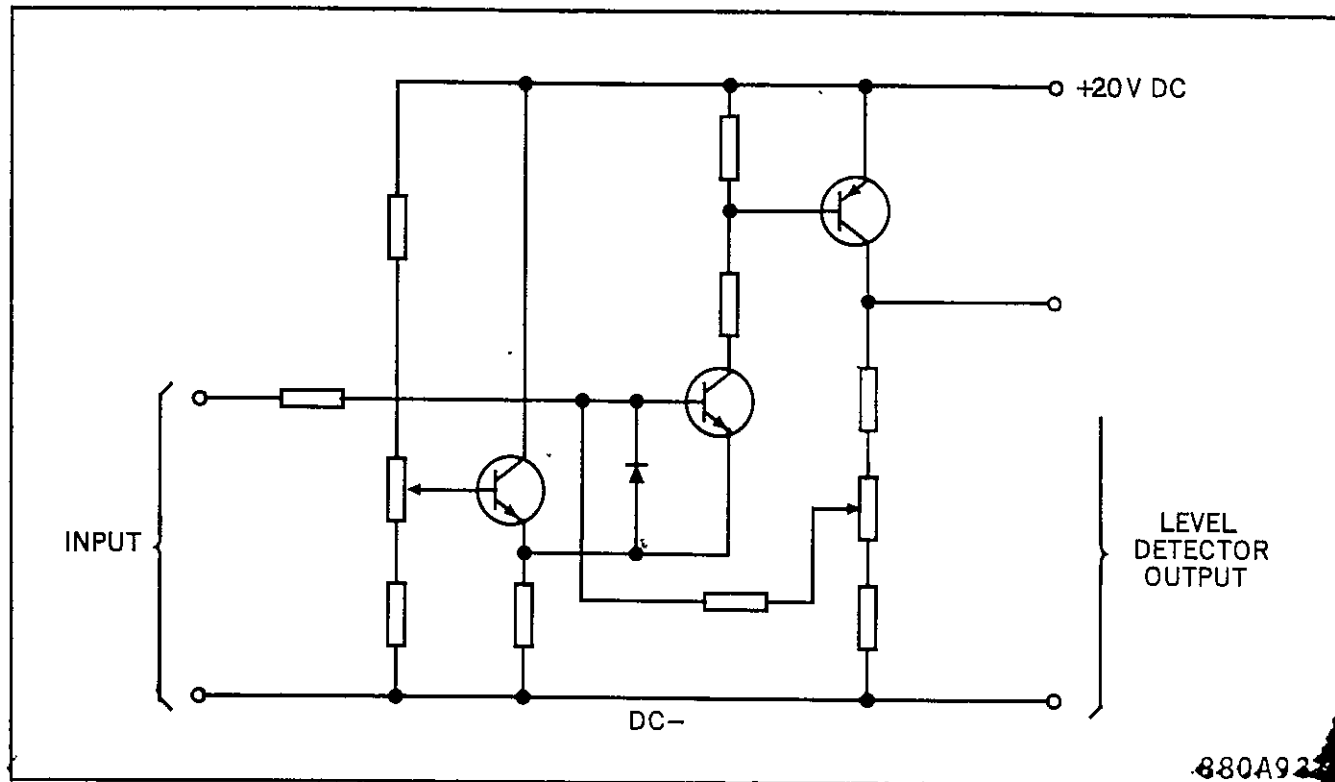 +20V DC
INPUT
LEVEL
DETECTOR
OUTPUT
DC–